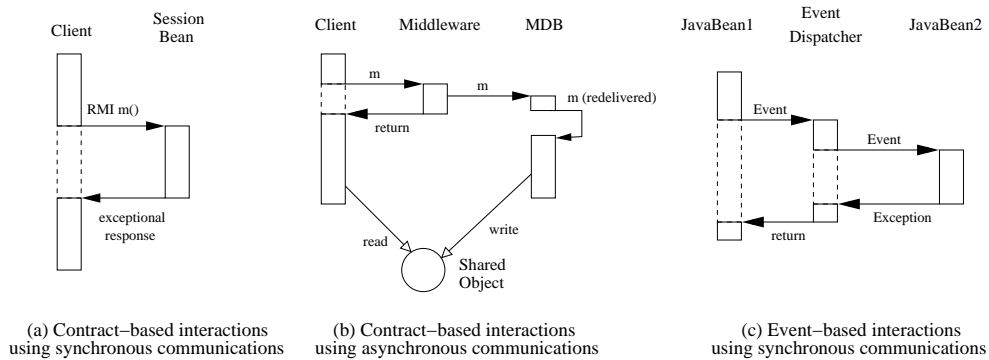 Client
Session
Bean
RMI m()
exceptional
response
(a) Contract−based interactions
using synchronous communications
Client
Middleware
MDB
m
m
m (redelivered)
return
read
write
Shared
Object
(b) Contract−based interactions
using asynchronous communications
JavaBean1
Event
Dispatcher
JavaBean2
Event
Event
Exception
return
(c) Event−based interactions
using synchronous communications